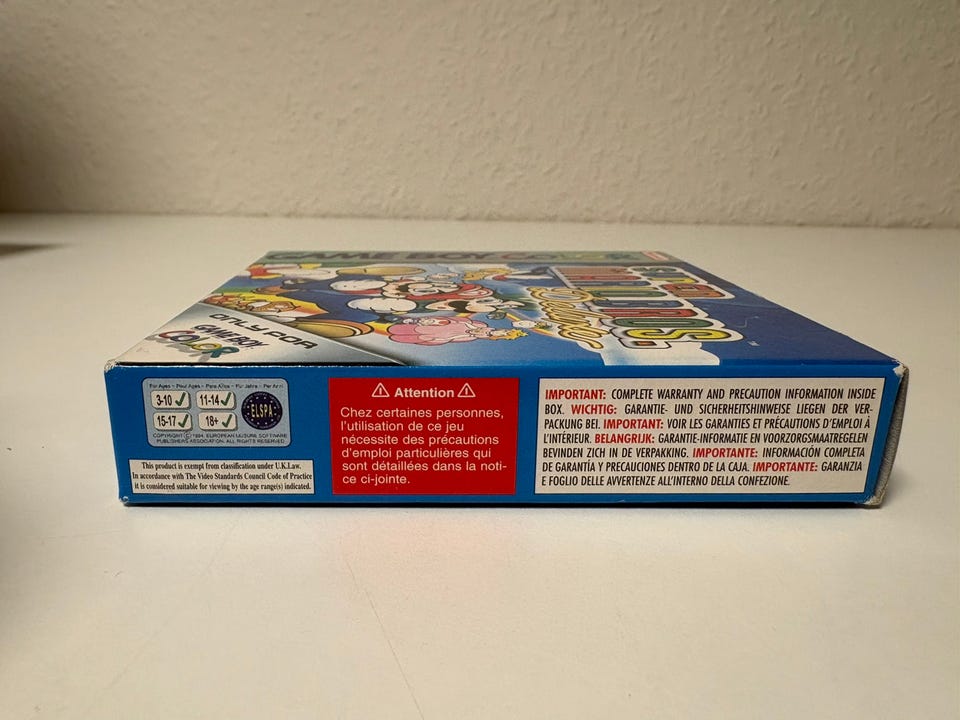 GAME BOY COLOR
SUPER
MARIO BROS.
Deluxe
TM
ONLY FOR
GAME BOY
COLOR
For Ages - Pour Ages - Para Años - Für Jahre - Per Anni
3-10 11-14
15-17 18+
ELSPA
COPYRIGHT © 1994. EUROPEAN LEISURE SOFTWARE
PUBLISHERS ASSOCIATION. ALL RIGHTS RESERVED
This product is exempt from classification under U.K.Law.
In accordance with The Video Standards Council Code of Practice
it is considered suitable for viewing by the age range(s) indicated.
⚠ Attention ⚠
Chez certaines personnes,
l'utilisation de ce jeu
nécessite des précautions
d'emploi particulières qui
sont détaillées dans la noti-
ce ci-jointe.
IMPORTANT: COMPLETE WARRANTY AND PRECAUTION INFORMATION INSIDE
BOX. WICHTIG: GARANTIE- UND SICHERHEITSHINWEISE LIEGEN DER VER-
PACKUNG BEI. IMPORTANT: VOIR LES GARANTIES ET PRÉCAUTIONS D'EMPLOI À
L'INTÉRIEUR. BELANGRIJK: GARANTIE-INFORMATIE EN VOORZORGSMAATREGELEN
BEVINDEN ZICH IN DE VERPAKKING. IMPORTANTE: INFORMACIÓN COMPLETA
DE GARANTÍA Y PRECAUCIONES DENTRO DE LA CAJA. IMPORTANTE: GARANZIA
E FOGLIO DELLE AVVERTENZE ALL'INTERNO DELLA CONFEZIONE.